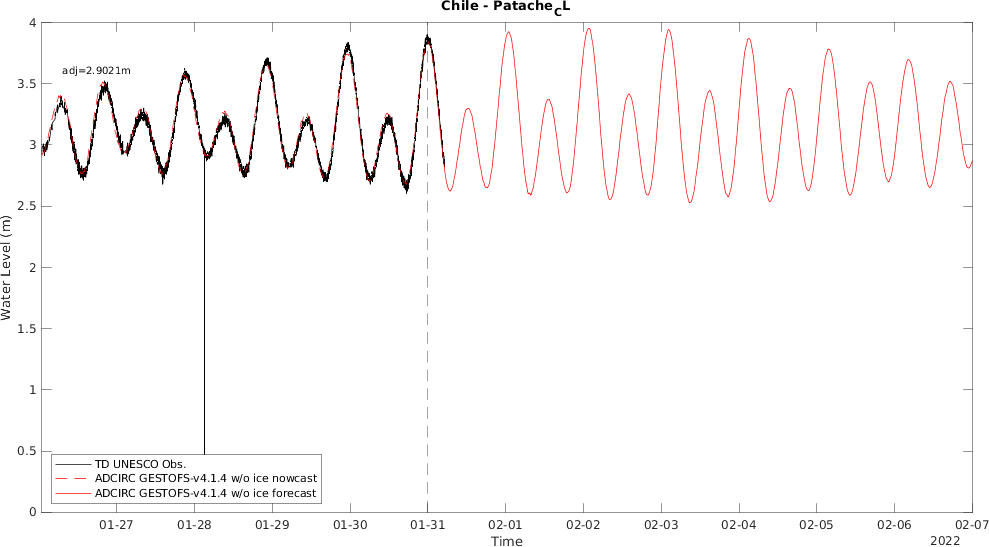 Chile - Patache_CL
4
adj=2.9021m
3.5
3
2.5
Water Level (m)
2
1.5
1
0.5
TD UNESCO Obs.
ADCIRC GESTOFS-v4.1.4 w/o ice nowcast
ADCIRC GESTOFS-v4.1.4 w/o ice forecast
0
01-27 01-28 01-29 01-30 01-31 02-01 02-02 02-03 02-04 02-05 02-06 02-07
Time
2022